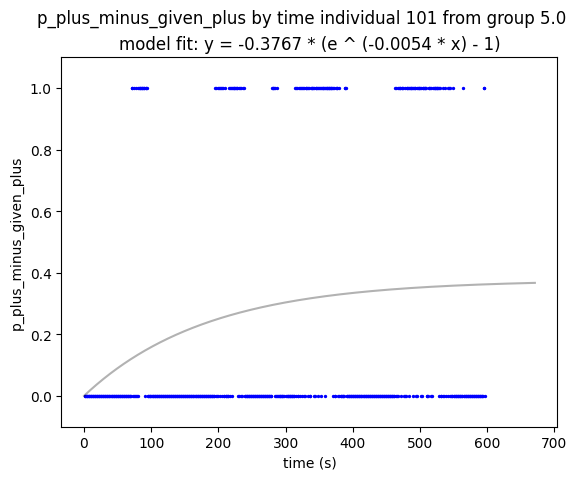 p_plus_minus_given_plus by time individual 101 from group 5.0
model fit: y = -0.3767 * (e ^ (-0.0054 * x) - 1)
p_plus_minus_given_plus
1.0
0.8
0.6
0.4
0.2
0.0
0 100 200 300 400 500 600 700
time (s)